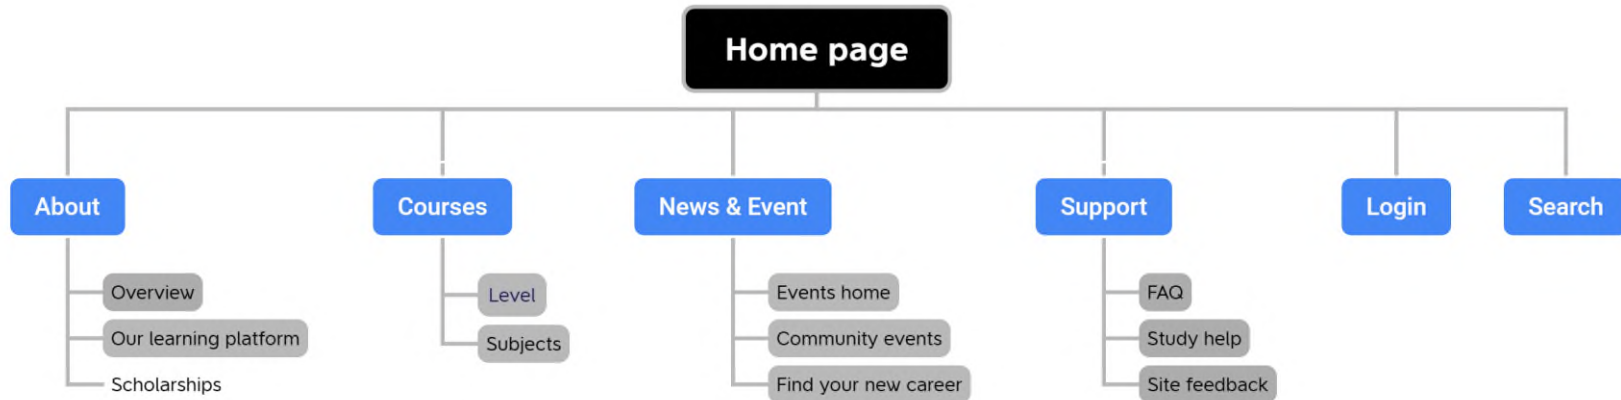 Home page
About
Courses
News & Event
Support
Login
Search
Overview
Our learning platform
Scholarships
Level
Subjects
Events home
Community events
Find your new career
FAQ
Study help
Site feedback